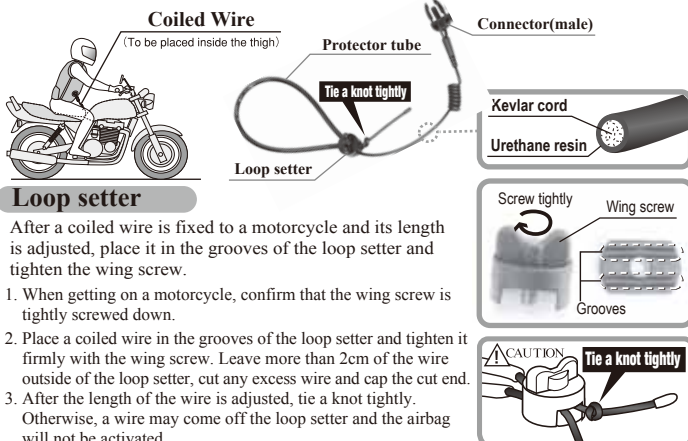 Coiled Wire
(To be placed inside the thigh)
Connector(male)
Protector tube
Tie a knot tightly
Loop setter
Kevlar cord
Urethane resin
Loop setter
After a coiled wire is fixed to a motorcycle and its length
is adjusted, place it in the grooves of the loop setter and
tighten the wing screw.
1. When getting on a motorcycle, confirm that the wing screw is
tightly screwed down.
2. Place a coiled wire in the grooves of the loop setter and tighten it
firmly with the wing screw. Leave more than 2cm of the wire
outside of the loop setter, cut any excess wire and cap the cut end.
3. After the length of the wire is adjusted, tie a knot tightly.
Otherwise, a wire may come off the loop setter and the airbag
will not be activated
Screw tightly
Wing screw
Grooves
CAUTION
Tie a knot tightly